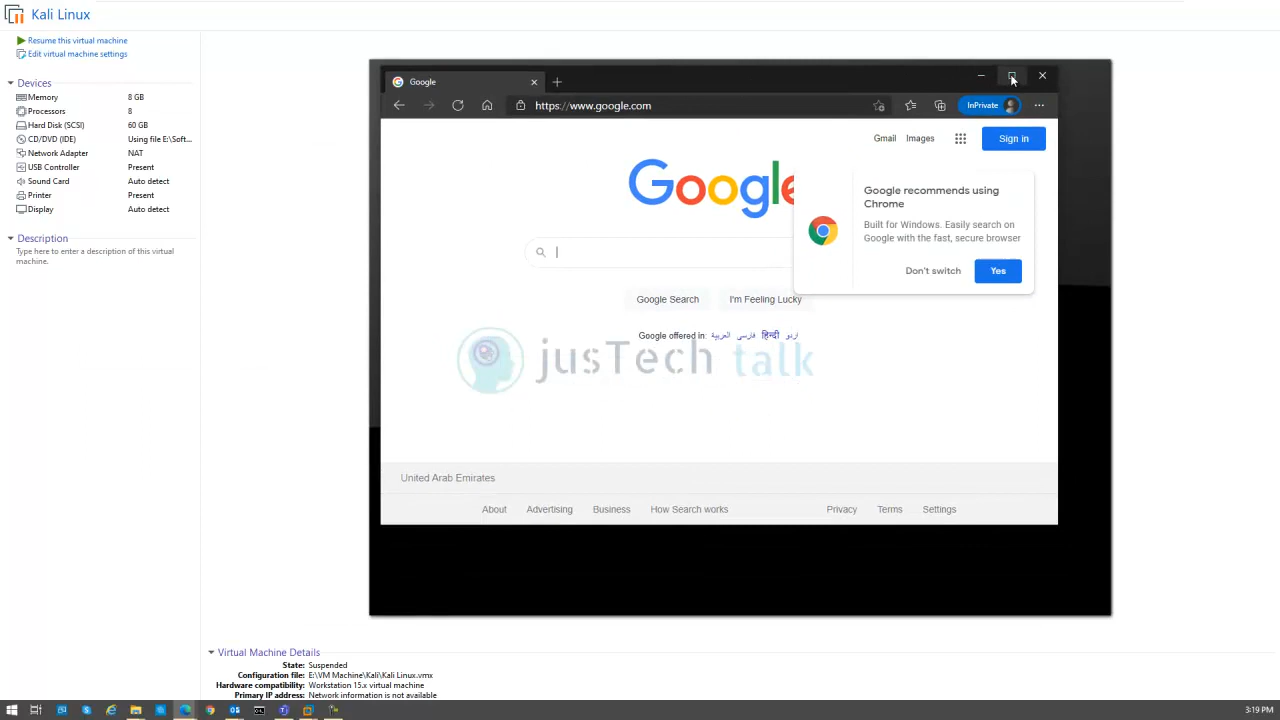 Kali Linux
Resume this virtual machine
Edit virtual machine settings
Devices
Memory 8 GB
Processors 8
Hard Disk (SCSI) 60 GB
CD/DVD (IDE) Using file E:\Soft...
Network Adapter NAT
USB Controller Present
Sound Card Auto detect
Printer Present
Display Auto detect
Description
Type here to enter a description of this virtual
machine.
Google
https://www.google.com
InPrivate
Gmail Images Sign in
Google
Google recommends using
Chrome
Built for Windows. Easily search on
Google with the fast, secure browser
Don't switch Yes
Google Search I'm Feeling Lucky
Google offered in: العربية فارسی हिन्दी اردو
jusTech talk
United Arab Emirates
About Advertising Business How Search works Privacy Terms Settings
Virtual Machine Details
State: Suspended
Configuration file: E:\VM Machine\Kali\Kali Linux.vmx
Hardware compatibility: Workstation 15.x virtual machine
Primary IP address: Network information is not available
3:19 PM